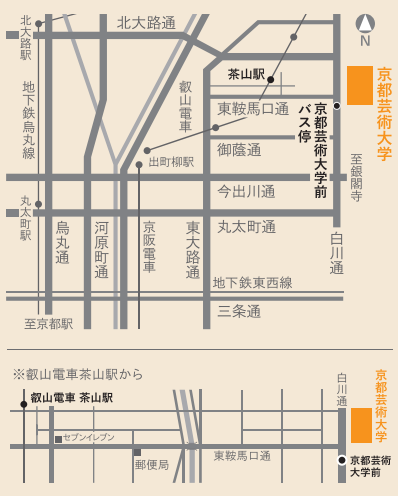 北大路通
北大路駅
N
茶山駅
京都芸術大学
叡山電車
地下鉄烏丸線
東鞍馬口通
京都芸術大学前
バス停
御蔭通
出町柳駅
至銀閣寺
今出川通
丸太町駅
烏丸通
河原町通
京阪電車
東大路通
丸太町通
白川通
地下鉄東西線
三条通
至京都駅
※叡山電車茶山駅から
白川通
京都芸術大学
叡山電車 茶山駅
セブンイレブン
郵便局
東鞍馬口通
京都芸術
大学前